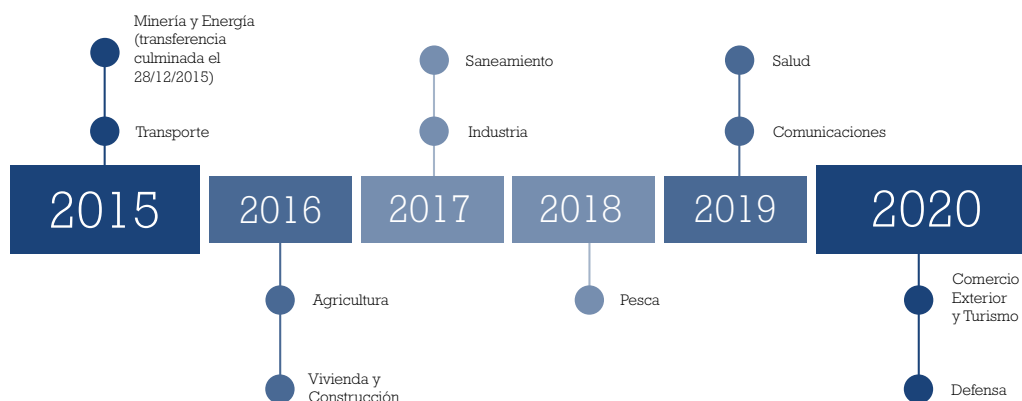 Minería y Energía
(transferencia
culminada el
28/12/2015)
Transporte
Saneamiento
Industria
Salud
Comunicaciones
2015
2016
2017
2018
2019
2020
Agricultura
Vivienda y
Construcción
Pesca
Comercio
Exterior
y Turismo
Defensa